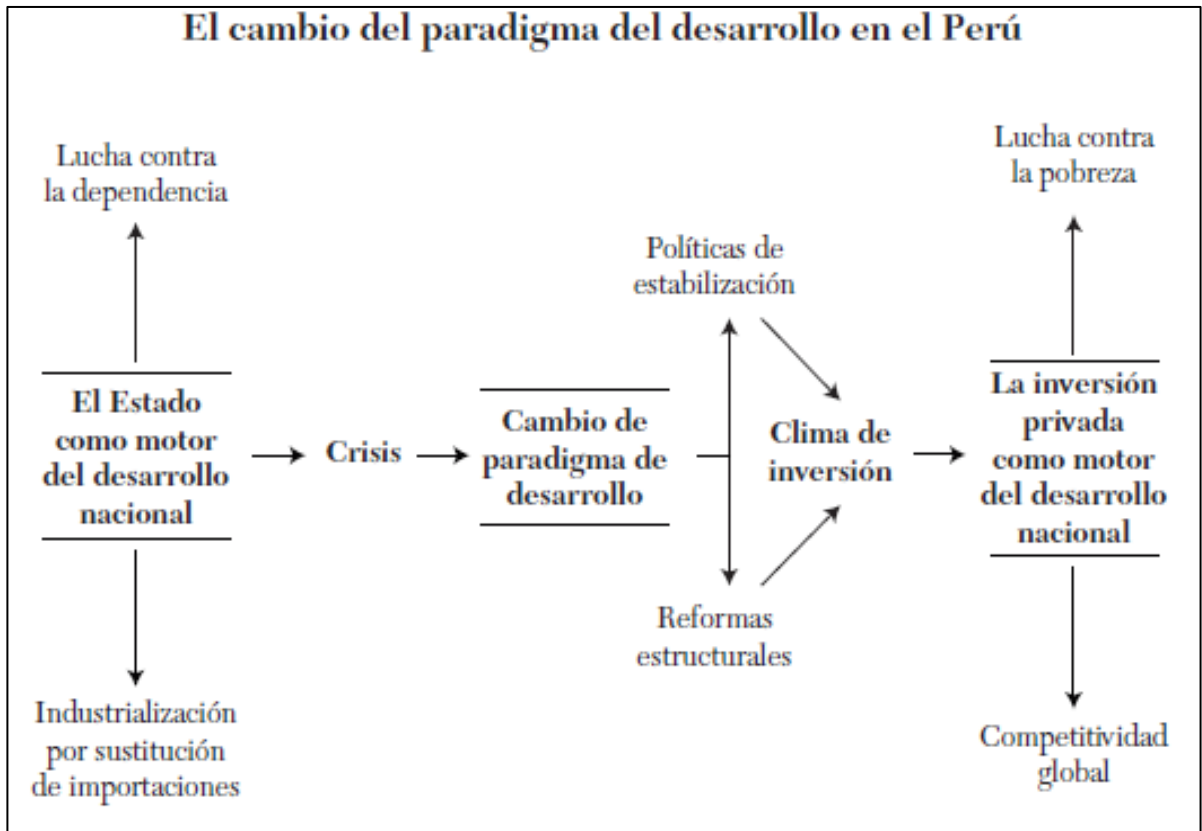 El cambio del paradigma del desarrollo en el Perú
Lucha contra
la dependencia
El Estado
como motor
del desarrollo
nacional
Industrialización
por sustitución
de importaciones
Crisis
Cambio de
paradigma de
desarrollo
Políticas de
estabilización
Clima de
inversión
Reformas
estructurales
Lucha contra
la pobreza
La inversión
privada
como motor
del desarrollo
nacional
Competitividad
global